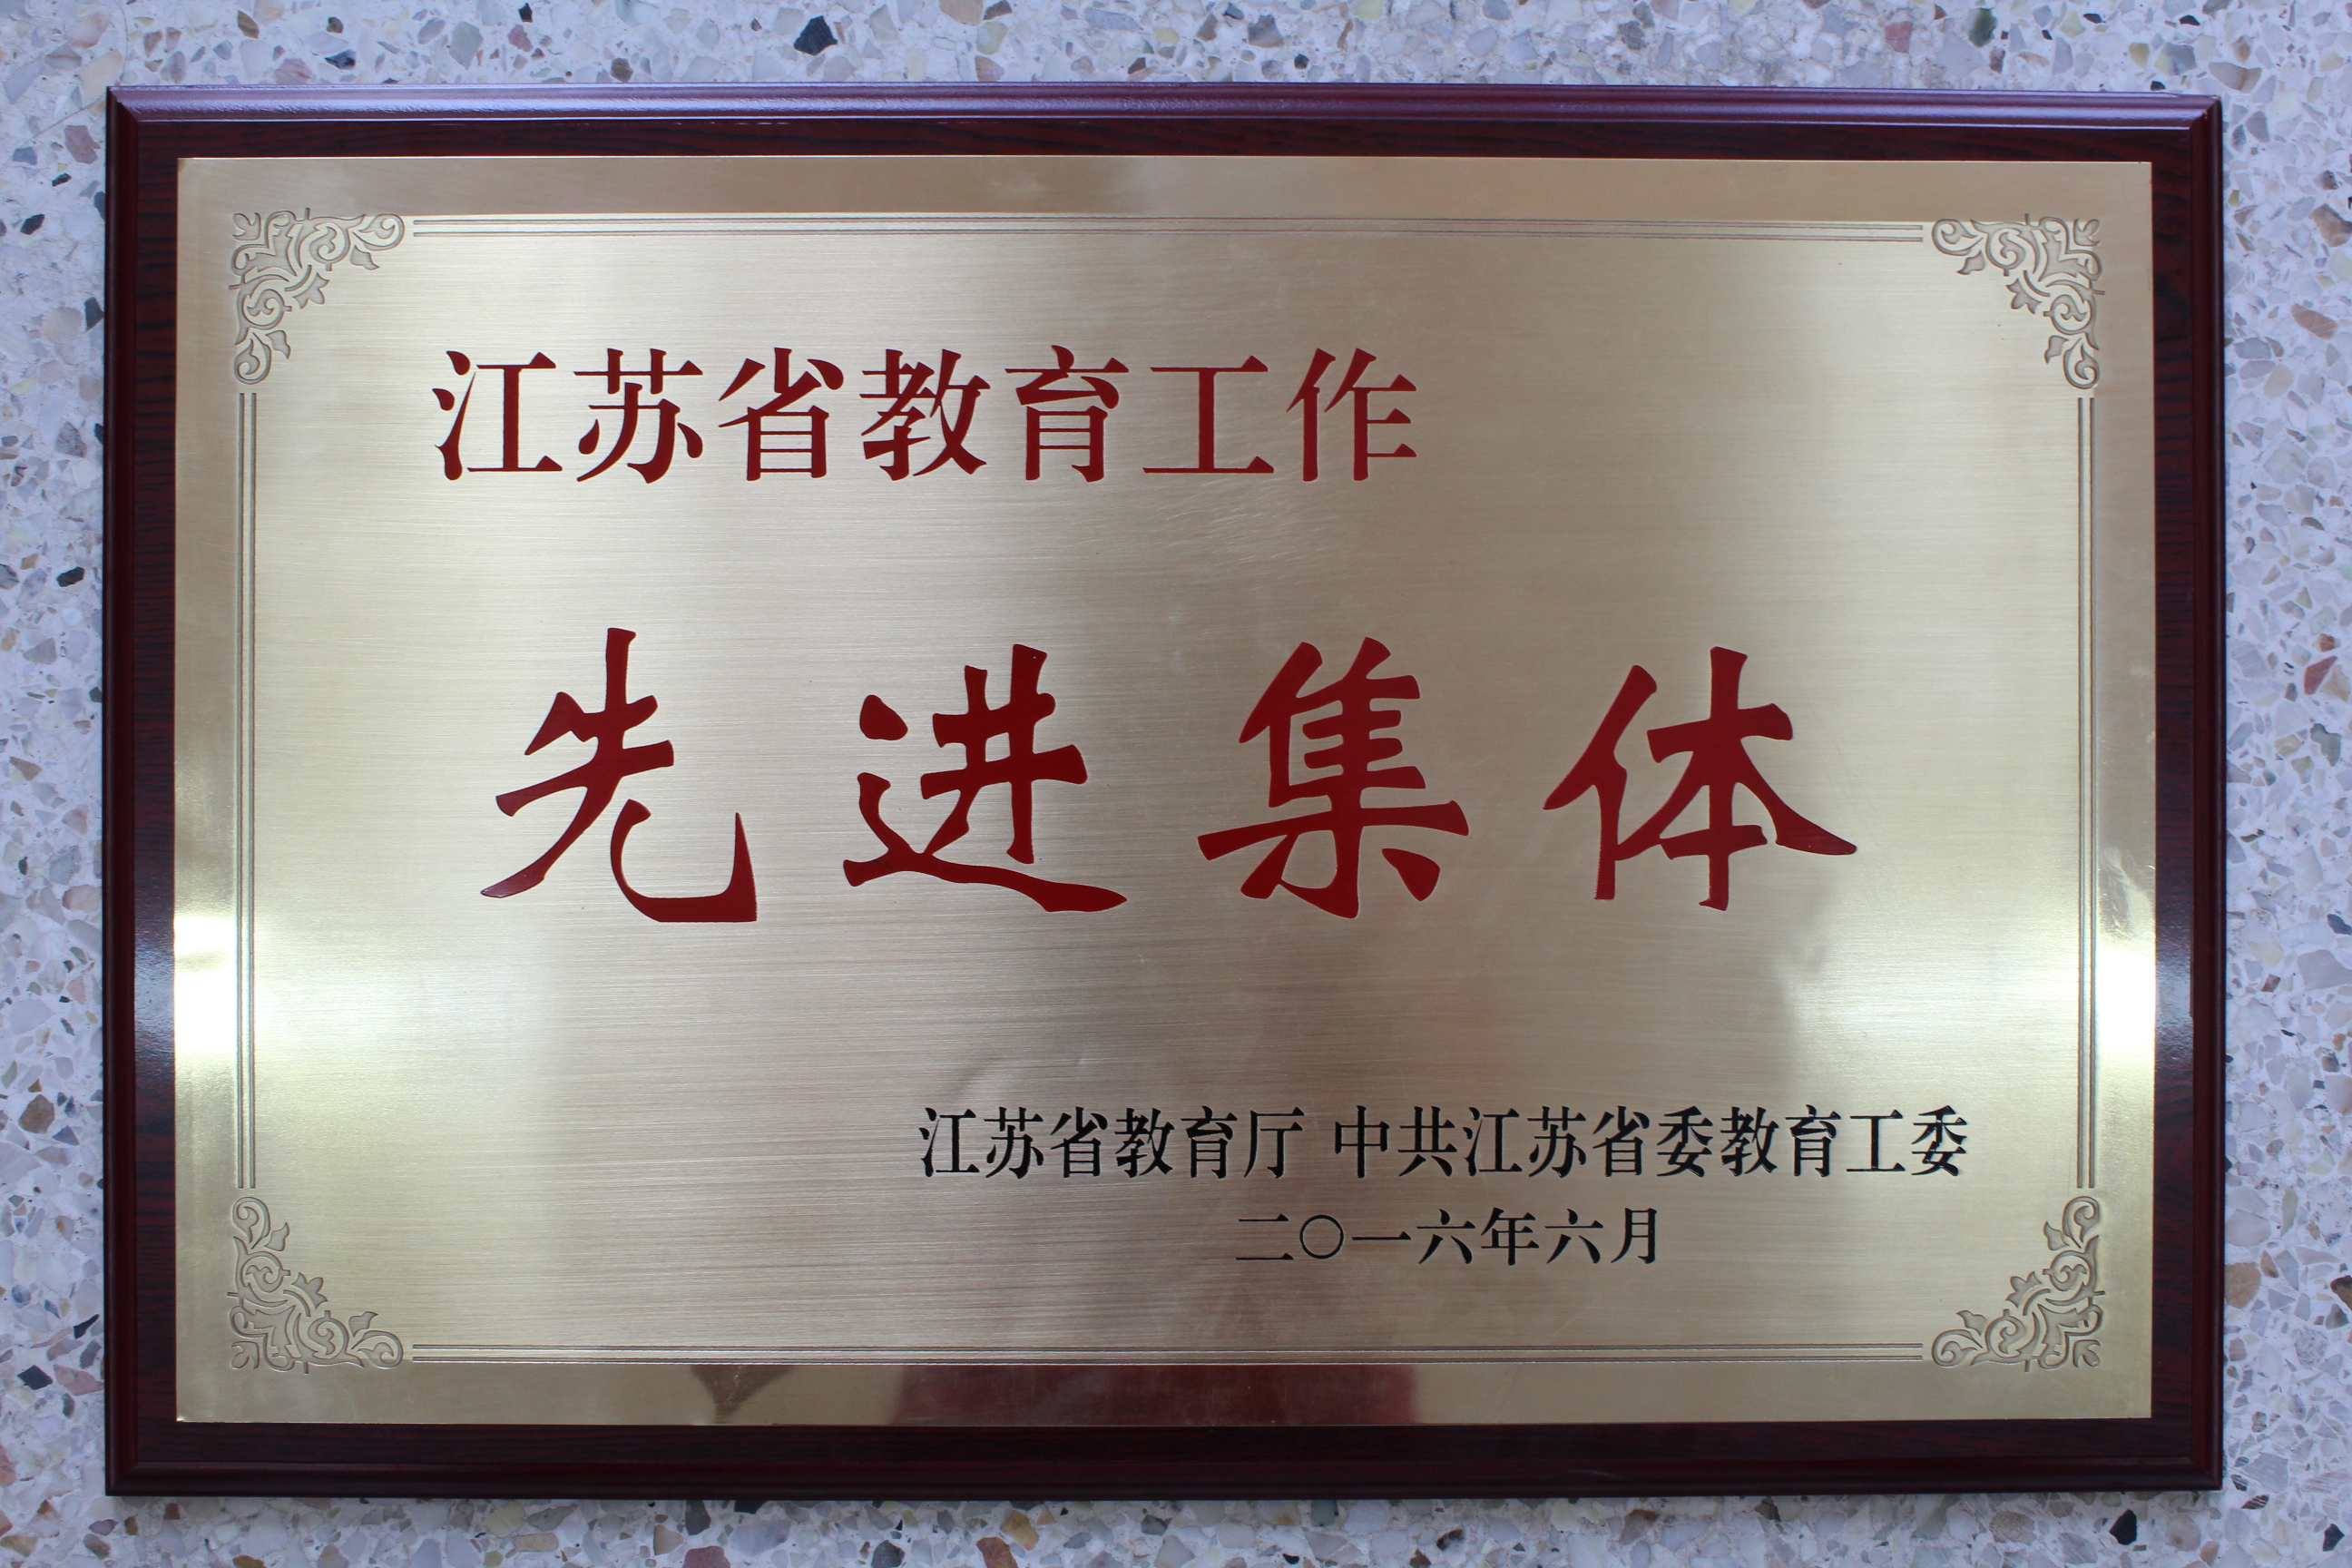 江苏省教育工作
先进集体
江苏省教育厅 中共江苏省委教育工委
二〇一六年六月